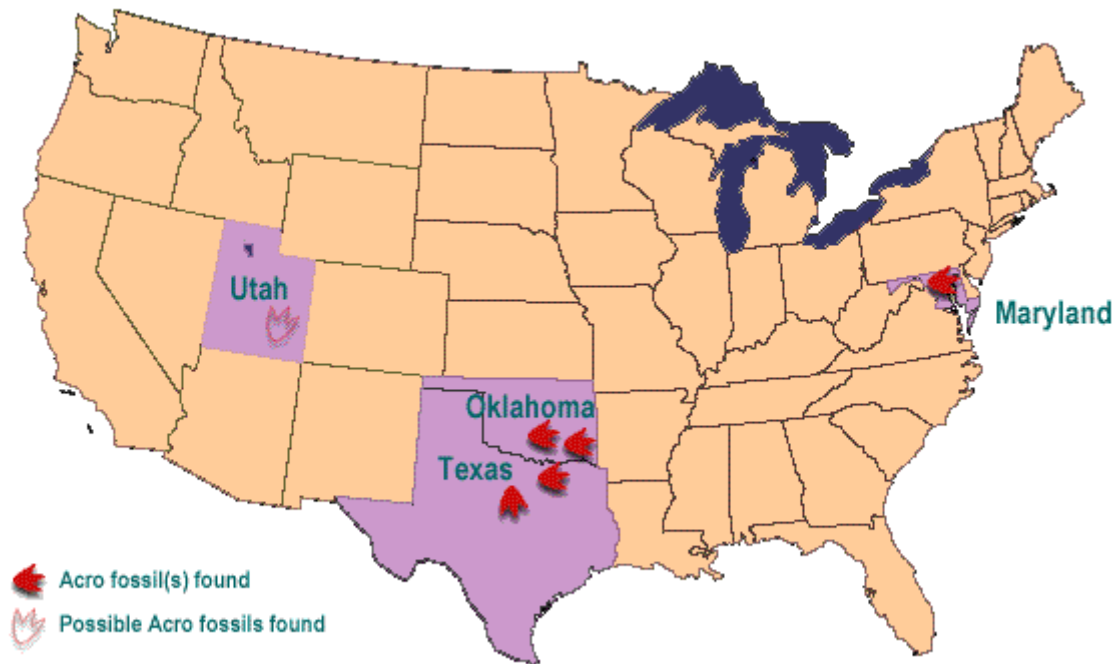 Utah
Maryland
Oklahoma
Texas
Acro fossil(s) found
Possible Acro fossils found